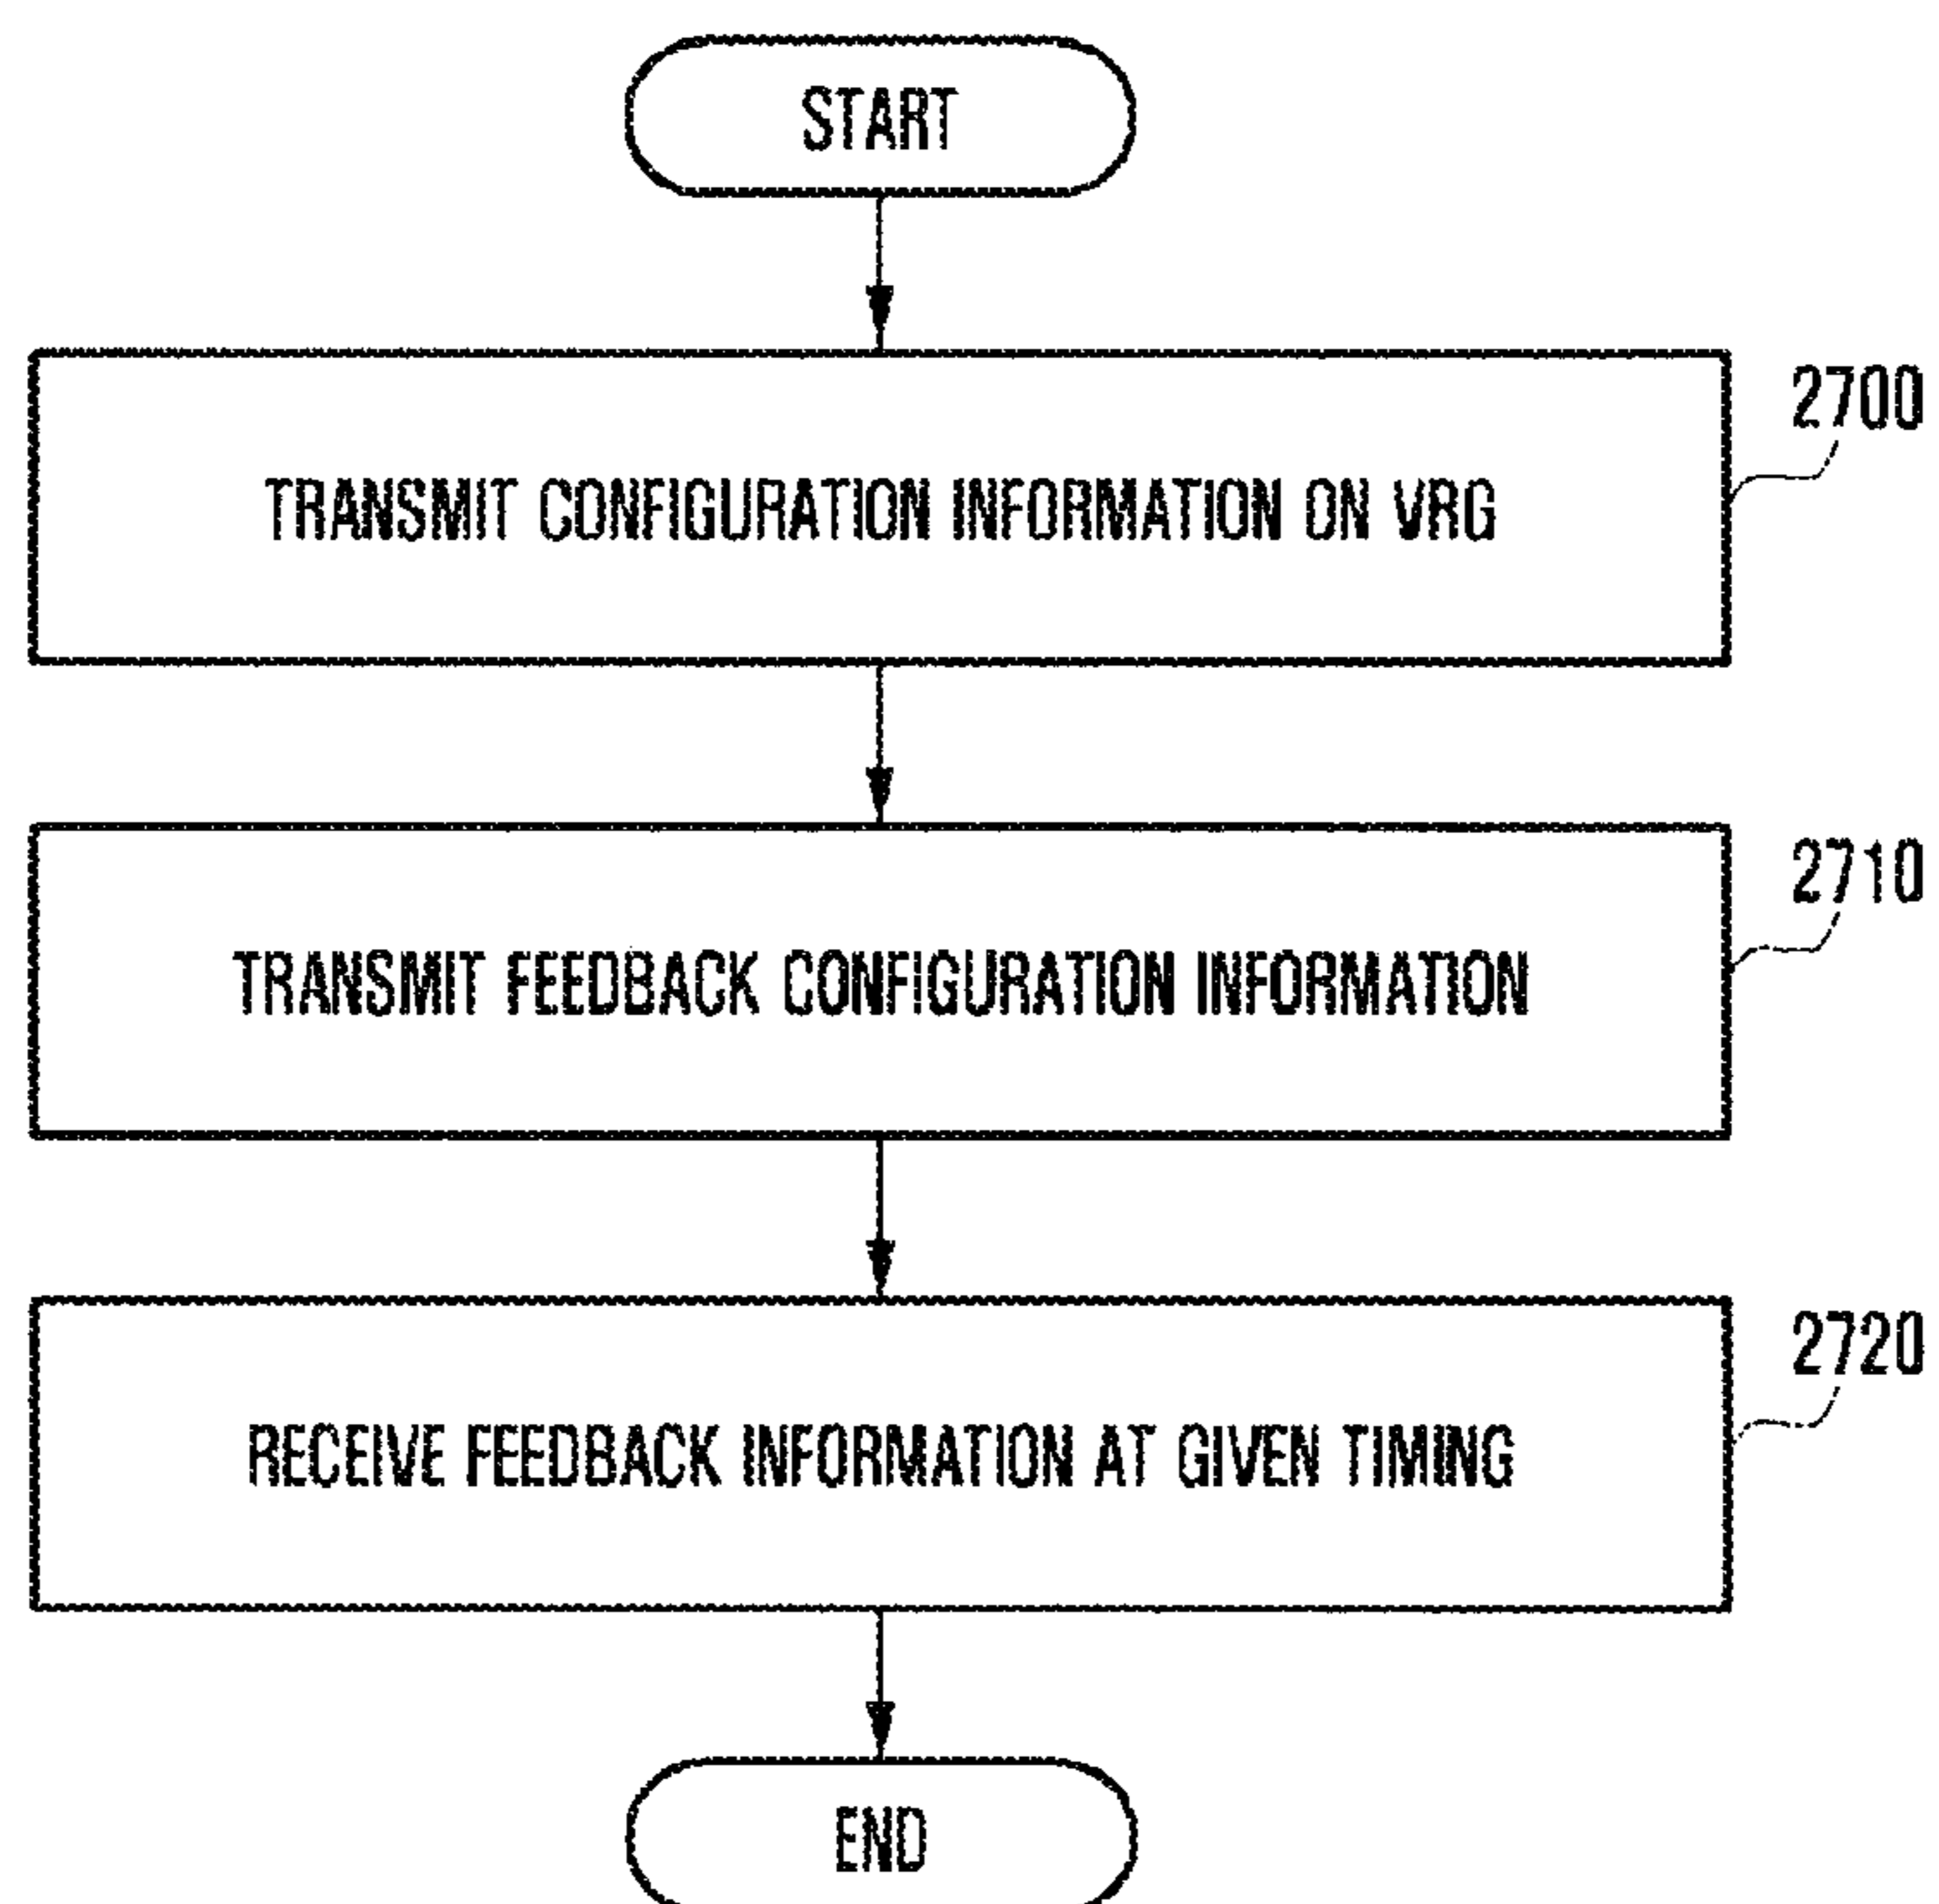 START
TRANSMIT CONFIGURATION INFORMATION ON VRG
2700
TRANSMIT FEEDBACK CONFIGURATION INFORMATION
2710
RECEIVE FEEDBACK INFORMATION AT GIVEN TIMING
2720
END